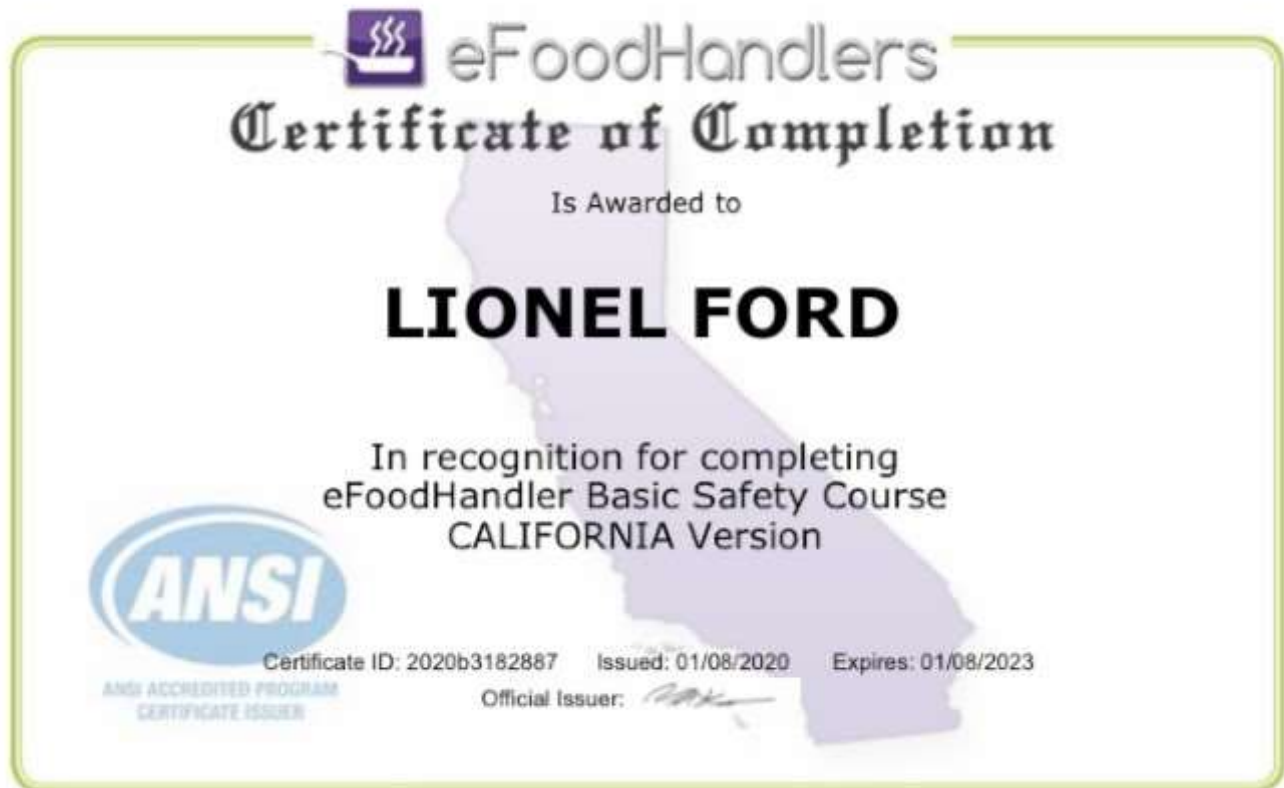 eFoodHandlers
Certificate of Completion
Is Awarded to
LIONEL FORD
In recognition for completing
eFoodHandler Basic Safety Course
CALIFORNIA Version
ANSI
ANSI ACCREDITED PROGRAM
CERTIFICATE ISSUER
Certificate ID: 2020b3182887 Issued: 01/08/2020 Expires: 01/08/2023
Official Issuer: